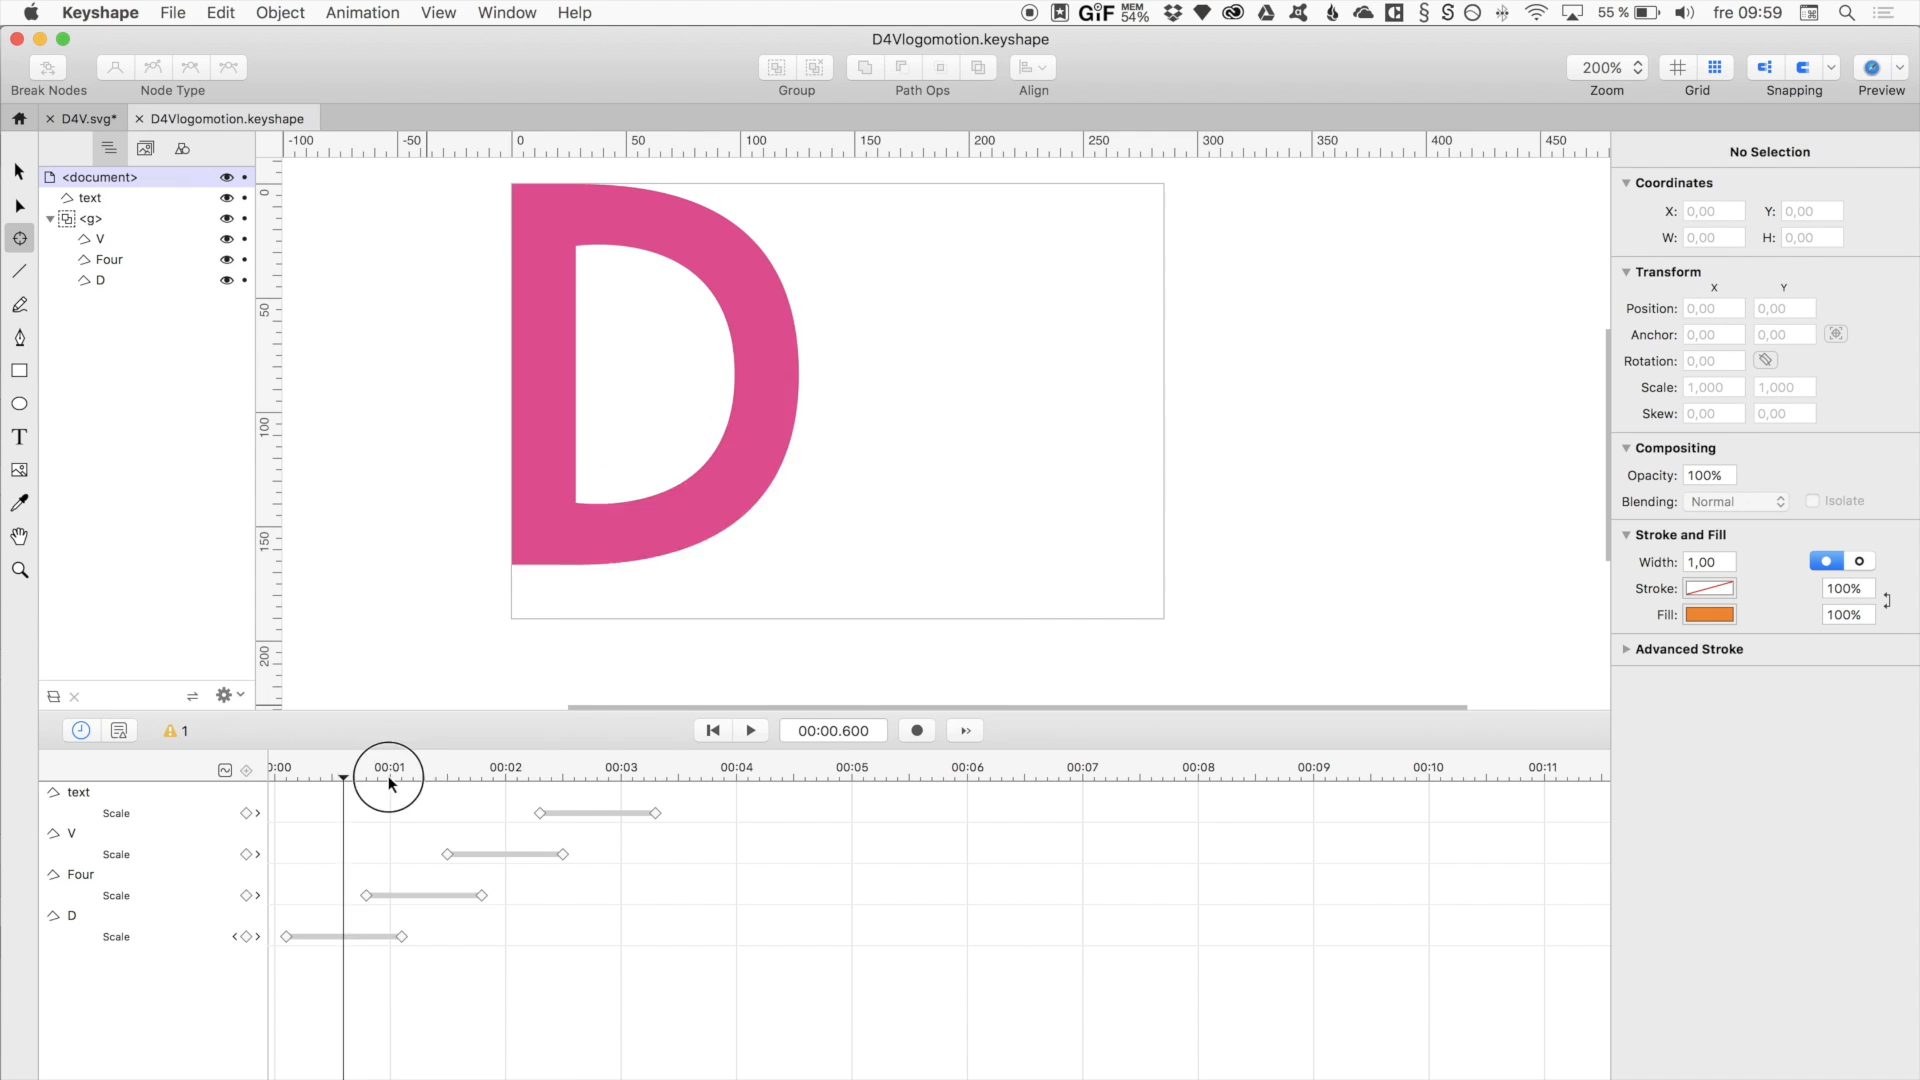 Keyshape File Edit Object Animation View Window Help GIF MEM 54% 55 % fre 09:59
D4Vlogomotion.keyshape
200%
Break Nodes Node Type Group Path Ops Align Zoom Grid Snapping Preview
D4V.svg* D4Vlogomotion.keyshape
-100 -50 0 50 100 150 200 250 300 350 400 450
No Selection
<document>
text
<g>
V
Four
D
0
50
100
150
200
D
Coordinates
X: 0,00 Y: 0,00
W: 0,00 H: 0,00
Transform
X Y
Position: 0,00 0,00
Anchor: 0,00 0,00
Rotation: 0,00
Scale: 1,000 1,000
Skew: 0,00 0,00
Compositing
Opacity: 100%
Blending: Normal Isolate
Stroke and Fill
Width: 1,00
Stroke: 100%
Fill: 100%
Advanced Stroke
1 00:00.600
0:00 00:01 00:02 00:03 00:04 00:05 00:06 00:07 00:08 00:09 00:10 00:11
text
Scale
V
Scale
Four
Scale
D
Scale